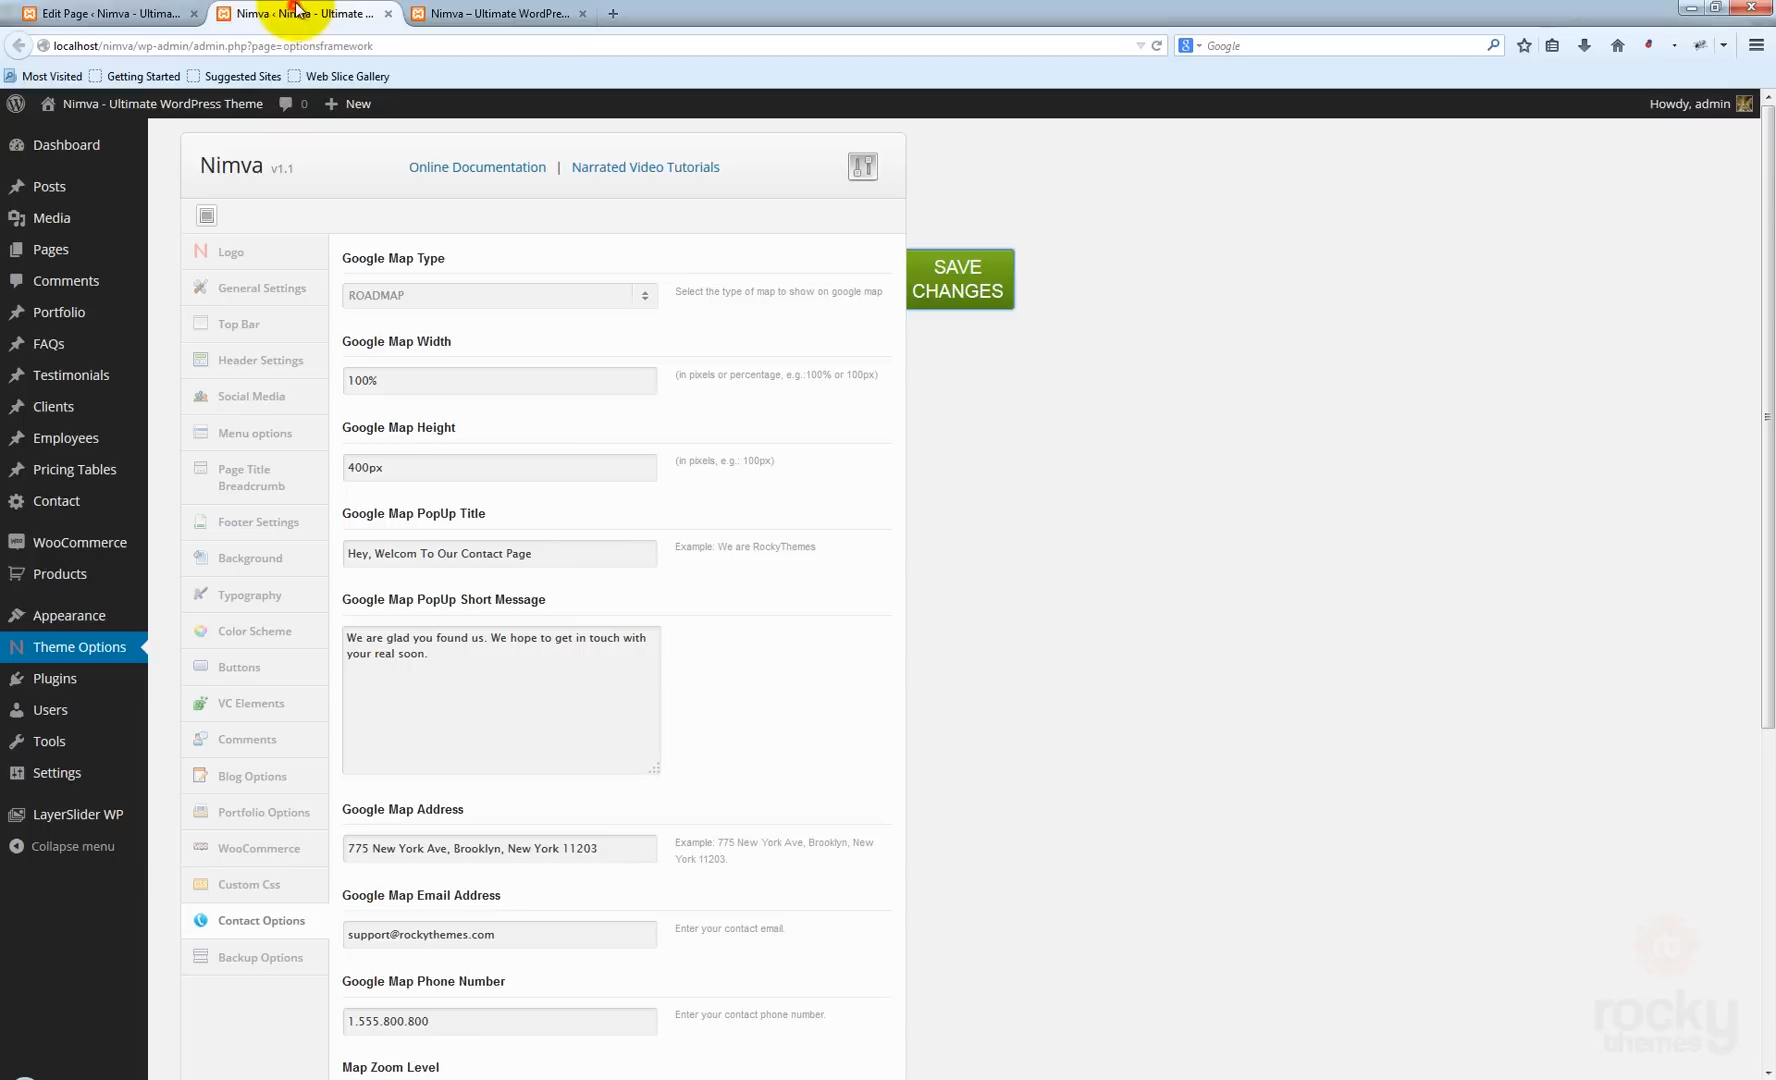 Edit Page ‹ Nimva - Ultima...
Nimva ‹ Nimva - Ultimate ...
Nimva – Ultimate WordPre...
localhost/nimva/wp-admin/admin.php?page=optionsframework
Google
Most Visited
Getting Started
Suggested Sites
Web Slice Gallery
Nimva - Ultimate WordPress Theme
0
New
Howdy, admin
Dashboard
Posts
Media
Pages
Comments
Portfolio
FAQs
Testimonials
Clients
Employees
Pricing Tables
Contact
WooCommerce
Products
Appearance
Theme Options
Plugins
Users
Tools
Settings
LayerSlider WP
Collapse menu
Nimva v1.1
Online Documentation | Narrated Video Tutorials
Logo
General Settings
Top Bar
Header Settings
Social Media
Menu options
Page Title
Breadcrumb
Footer Settings
Background
Typography
Color Scheme
Buttons
VC Elements
Comments
Blog Options
Portfolio Options
WooCommerce
Custom Css
Contact Options
Backup Options
Google Map Type
ROADMAP
Select the type of map to show on google map
Google Map Width
100%
(in pixels or percentage, e.g.:100% or 100px)
Google Map Height
400px
(in pixels, e.g.: 100px)
Google Map PopUp Title
Hey, Welcom To Our Contact Page
Example: We are RockyThemes
Google Map PopUp Short Message
We are glad you found us. We hope to get in touch with
your real soon.
Google Map Address
775 New York Ave, Brooklyn, New York 11203
Example: 775 New York Ave, Brooklyn, New
York 11203.
Google Map Email Address
support@rockythemes.com
Enter your contact email.
Google Map Phone Number
1.555.800.800
Enter your contact phone number.
Map Zoom Level
SAVE
CHANGES
rocky
themes